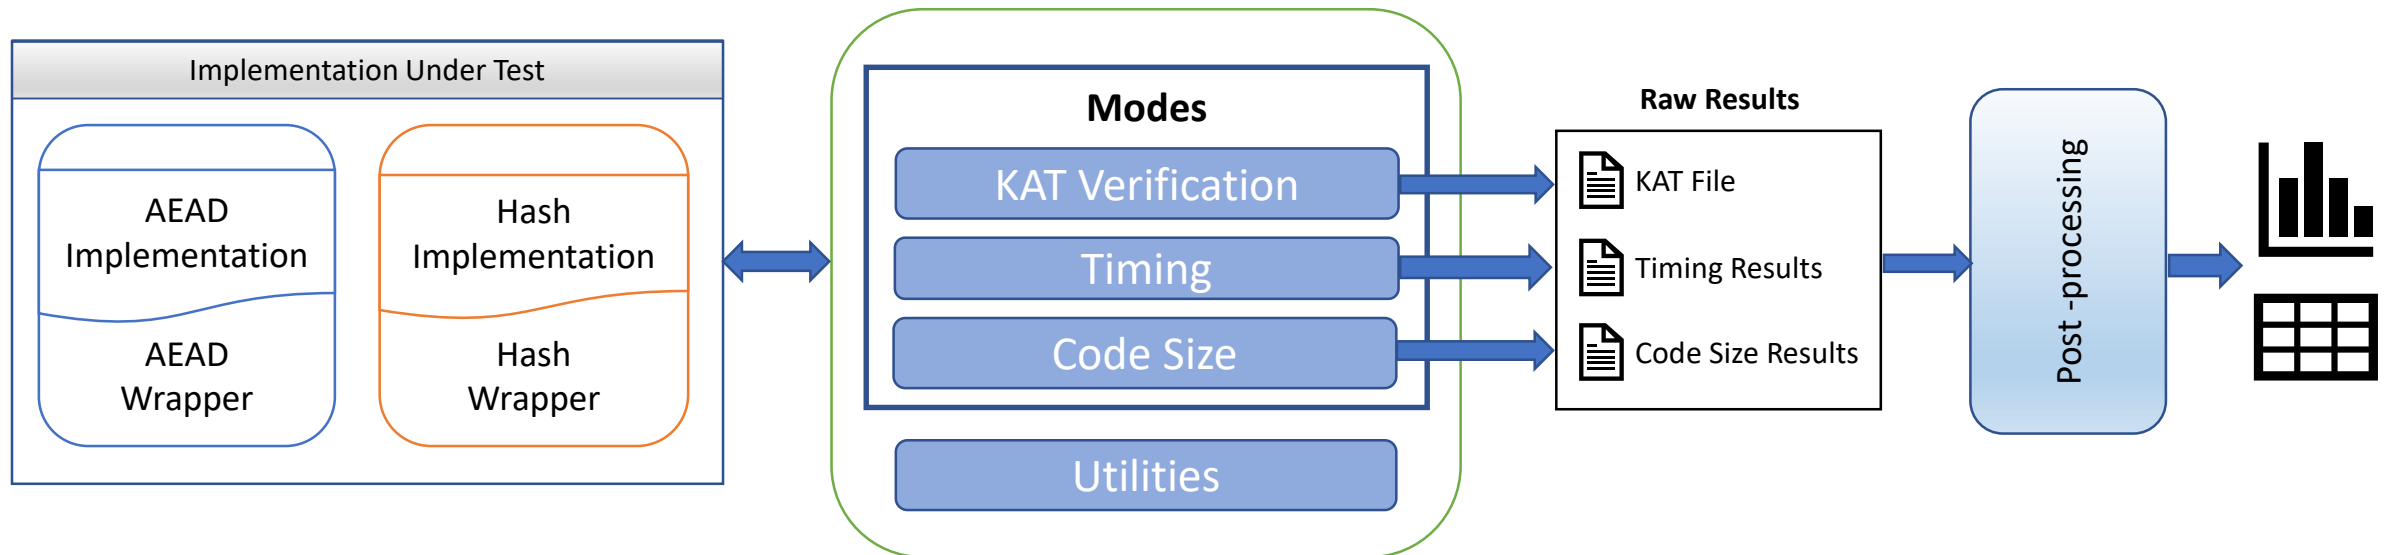 Implementation Under Test
AEAD
Implementation
AEAD
Wrapper
Hash
Implementation
Hash
Wrapper
Modes
KAT Verification
Timing
Code Size
Utilities
Raw Results
KAT File
Timing Results
Code Size Results
Post -processing